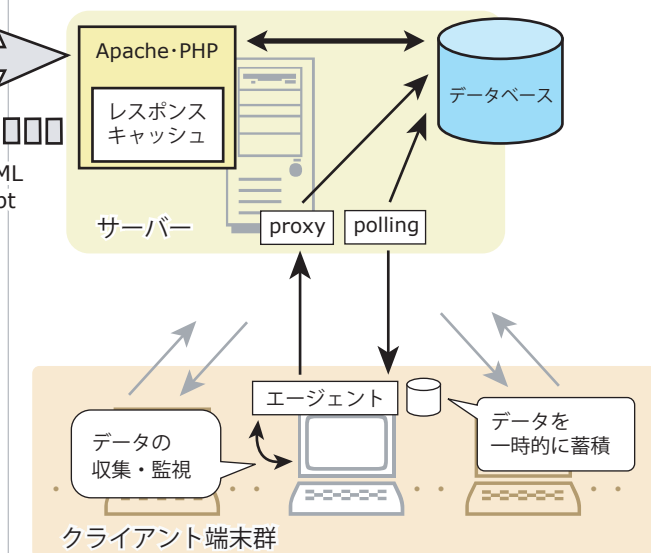 Apache・PHP
レスポンス
キャッシュ
データベース
サーバー
proxy
polling
エージェント
データの
収集・監視
データを
一時的に蓄積
クライアント端末群